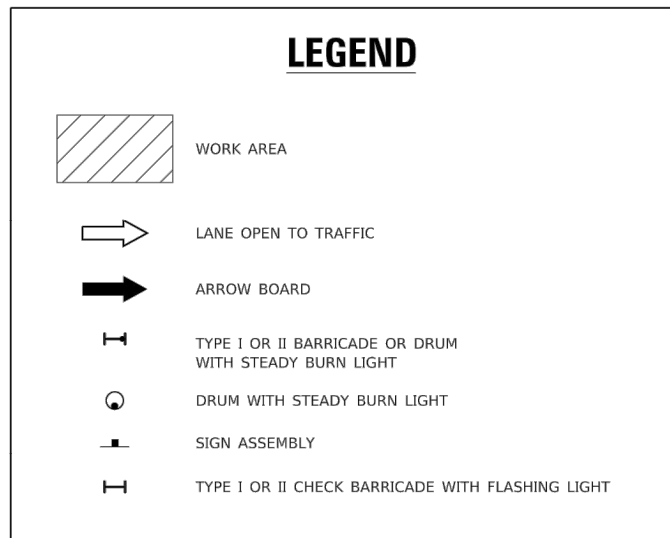 LEGEND
WORK AREA
LANE OPEN TO TRAFFIC
ARROW BOARD
TYPE I OR II BARRICADE OR DRUM
WITH STEADY BURN LIGHT
DRUM WITH STEADY BURN LIGHT
SIGN ASSEMBLY
TYPE I OR II CHECK BARRICADE WITH FLASHING LIGHT